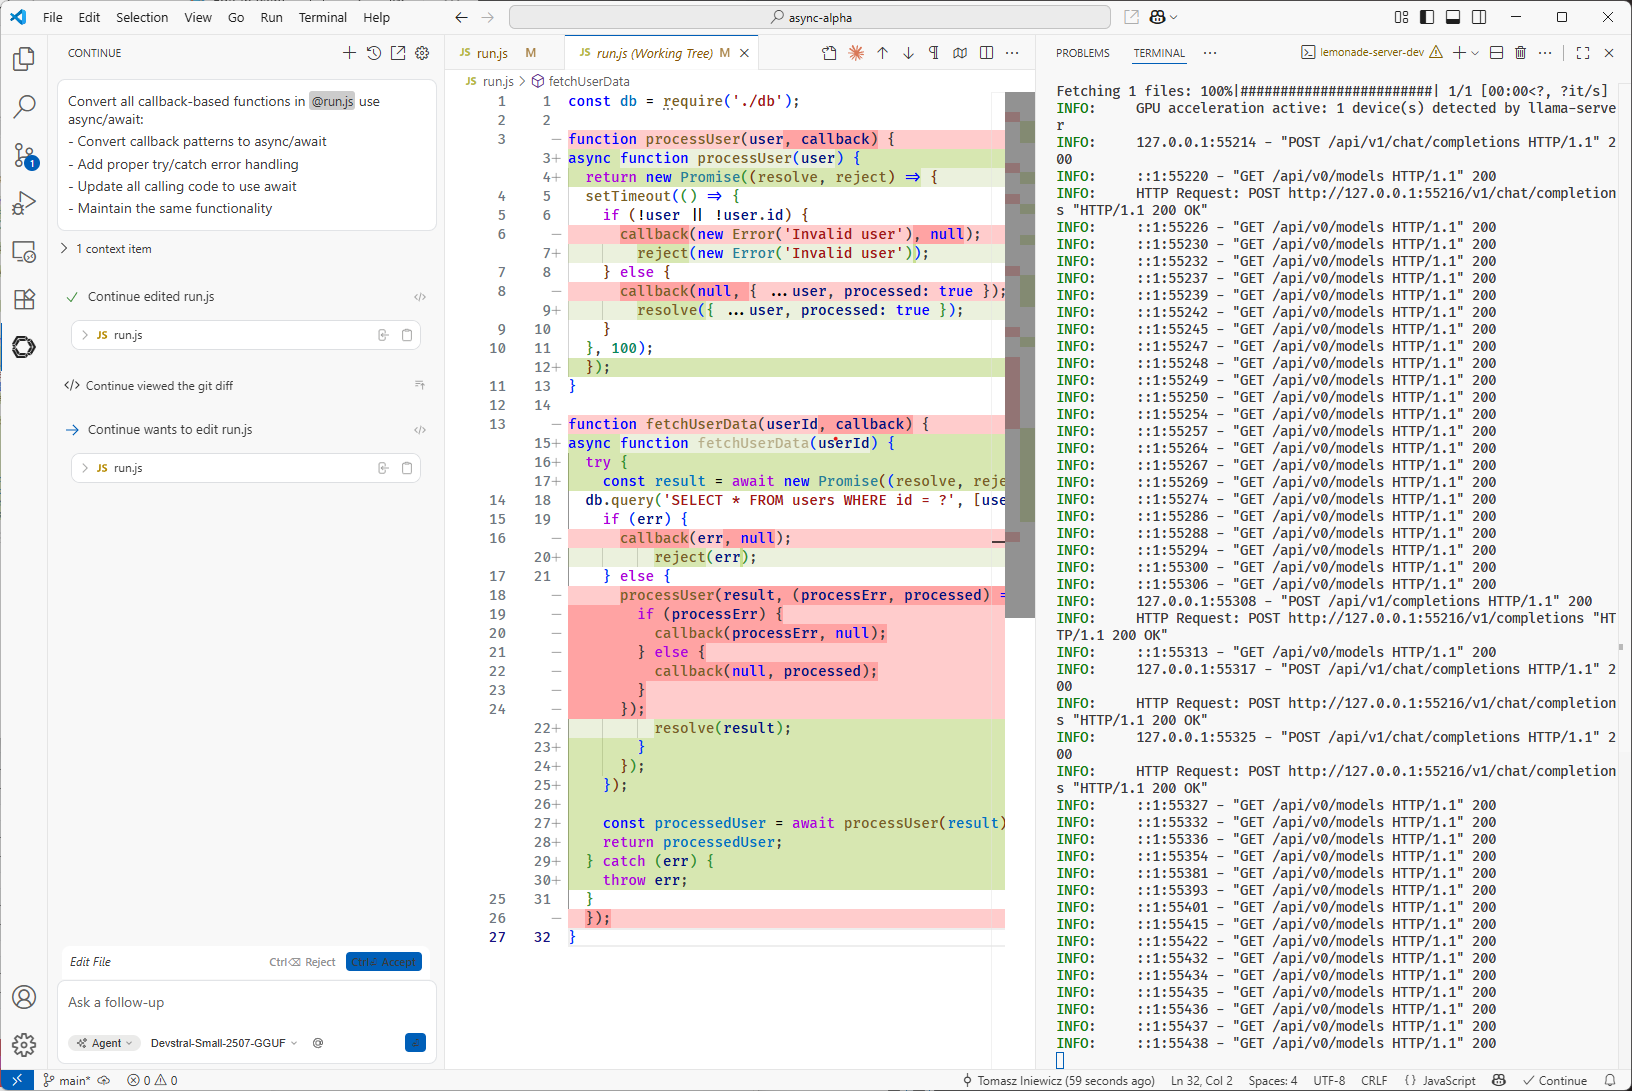 File Edit Selection View Go Run Terminal Help
async-alpha
CONTINUE
Convert all callback-based functions in @run.js use
async/await:
- Convert callback patterns to async/await
- Add proper try/catch error handling
- Update all calling code to use await
- Maintain the same functionality
1 context item
Continue edited run.js
JS run.js
Continue viewed the git diff
Continue wants to edit run.js
JS run.js
Edit File Ctrl⌫ Reject Ctrl⏎ Accept
Ask a follow-up
Agent Devstral-Small-2507-GGUF @
1
JS run.js M
JS run.js (Working Tree) M
JS run.js > fetchUserData
1 1 const db = require('./db');
2 2
3 − function processUser(user, callback) {
3+ async function processUser(user) {
4+ return new Promise((resolve, reject) => {
4 5 setTimeout(() => {
5 6 if (!user || !user.id) {
6 − callback(new Error('Invalid user'), null);
7+ reject(new Error('Invalid user'));
7 8 } else {
8 − callback(null, { ...user, processed: true });
9+ resolve({ ...user, processed: true });
9 10 }
10 11 }, 100);
12+ });
11 13 }
12 14
13 − function fetchUserData(userId, callback) {
15+ async function fetchUserData(userId) {
16+ try {
17+ const result = await new Promise((resolve, reje
14 18 db.query('SELECT * FROM users WHERE id = ?', [use
15 19 if (err) {
16 − callback(err, null);
20+ reject(err);
17 21 } else {
18 − processUser(result, (processErr, processed) =
19 − if (processErr) {
20 − callback(processErr, null);
21 − } else {
22 − callback(null, processed);
23 − }
24 − });
22+ resolve(result);
23+ }
24+ });
25+ });
26+
27+ const processedUser = await processUser(result)
28+ return processedUser;
29+ } catch (err) {
30+ throw err;
25 31 }
26 − });
27 32 }
PROBLEMS TERMINAL ···
lemonade-server-dev
Fetching 1 files: 100%|########################| 1/1 [00:00<?, ?it/s]
INFO: GPU acceleration active: 1 device(s) detected by llama-serve
r
INFO: 127.0.0.1:55214 - "POST /api/v1/chat/completions HTTP/1.1" 2
00
INFO: ::1:55220 - "GET /api/v0/models HTTP/1.1" 200
INFO: HTTP Request: POST http://127.0.0.1:55216/v1/chat/completion
s "HTTP/1.1 200 OK"
INFO: ::1:55226 - "GET /api/v0/models HTTP/1.1" 200
INFO: ::1:55230 - "GET /api/v0/models HTTP/1.1" 200
INFO: ::1:55232 - "GET /api/v0/models HTTP/1.1" 200
INFO: ::1:55237 - "GET /api/v0/models HTTP/1.1" 200
INFO: ::1:55239 - "GET /api/v0/models HTTP/1.1" 200
INFO: ::1:55242 - "GET /api/v0/models HTTP/1.1" 200
INFO: ::1:55245 - "GET /api/v0/models HTTP/1.1" 200
INFO: ::1:55247 - "GET /api/v0/models HTTP/1.1" 200
INFO: ::1:55248 - "GET /api/v0/models HTTP/1.1" 200
INFO: ::1:55249 - "GET /api/v0/models HTTP/1.1" 200
INFO: ::1:55250 - "GET /api/v0/models HTTP/1.1" 200
INFO: ::1:55254 - "GET /api/v0/models HTTP/1.1" 200
INFO: ::1:55257 - "GET /api/v0/models HTTP/1.1" 200
INFO: ::1:55264 - "GET /api/v0/models HTTP/1.1" 200
INFO: ::1:55267 - "GET /api/v0/models HTTP/1.1" 200
INFO: ::1:55269 - "GET /api/v0/models HTTP/1.1" 200
INFO: ::1:55274 - "GET /api/v0/models HTTP/1.1" 200
INFO: ::1:55286 - "GET /api/v0/models HTTP/1.1" 200
INFO: ::1:55288 - "GET /api/v0/models HTTP/1.1" 200
INFO: ::1:55294 - "GET /api/v0/models HTTP/1.1" 200
INFO: ::1:55300 - "GET /api/v0/models HTTP/1.1" 200
INFO: ::1:55306 - "GET /api/v0/models HTTP/1.1" 200
INFO: 127.0.0.1:55308 - "POST /api/v1/completions HTTP/1.1" 200
INFO: HTTP Request: POST http://127.0.0.1:55216/v1/completions "HT
TP/1.1 200 OK"
INFO: ::1:55313 - "GET /api/v0/models HTTP/1.1" 200
INFO: 127.0.0.1:55317 - "POST /api/v1/chat/completions HTTP/1.1" 2
00
INFO: HTTP Request: POST http://127.0.0.1:55216/v1/chat/completion
s "HTTP/1.1 200 OK"
INFO: 127.0.0.1:55325 - "POST /api/v1/chat/completions HTTP/1.1" 2
00
INFO: HTTP Request: POST http://127.0.0.1:55216/v1/chat/completion
s "HTTP/1.1 200 OK"
INFO: ::1:55327 - "GET /api/v0/models HTTP/1.1" 200
INFO: ::1:55332 - "GET /api/v0/models HTTP/1.1" 200
INFO: ::1:55336 - "GET /api/v0/models HTTP/1.1" 200
INFO: ::1:55354 - "GET /api/v0/models HTTP/1.1" 200
INFO: ::1:55381 - "GET /api/v0/models HTTP/1.1" 200
INFO: ::1:55393 - "GET /api/v0/models HTTP/1.1" 200
INFO: ::1:55401 - "GET /api/v0/models HTTP/1.1" 200
INFO: ::1:55415 - "GET /api/v0/models HTTP/1.1" 200
INFO: ::1:55422 - "GET /api/v0/models HTTP/1.1" 200
INFO: ::1:55432 - "GET /api/v0/models HTTP/1.1" 200
INFO: ::1:55434 - "GET /api/v0/models HTTP/1.1" 200
INFO: ::1:55435 - "GET /api/v0/models HTTP/1.1" 200
INFO: ::1:55436 - "GET /api/v0/models HTTP/1.1" 200
INFO: ::1:55437 - "GET /api/v0/models HTTP/1.1" 200
INFO: ::1:55438 - "GET /api/v0/models HTTP/1.1" 200
main* 0 0 Tomasz Iniewicz (59 seconds ago) Ln 32, Col 2 Spaces: 4 UTF-8 CRLF {} JavaScript Continue